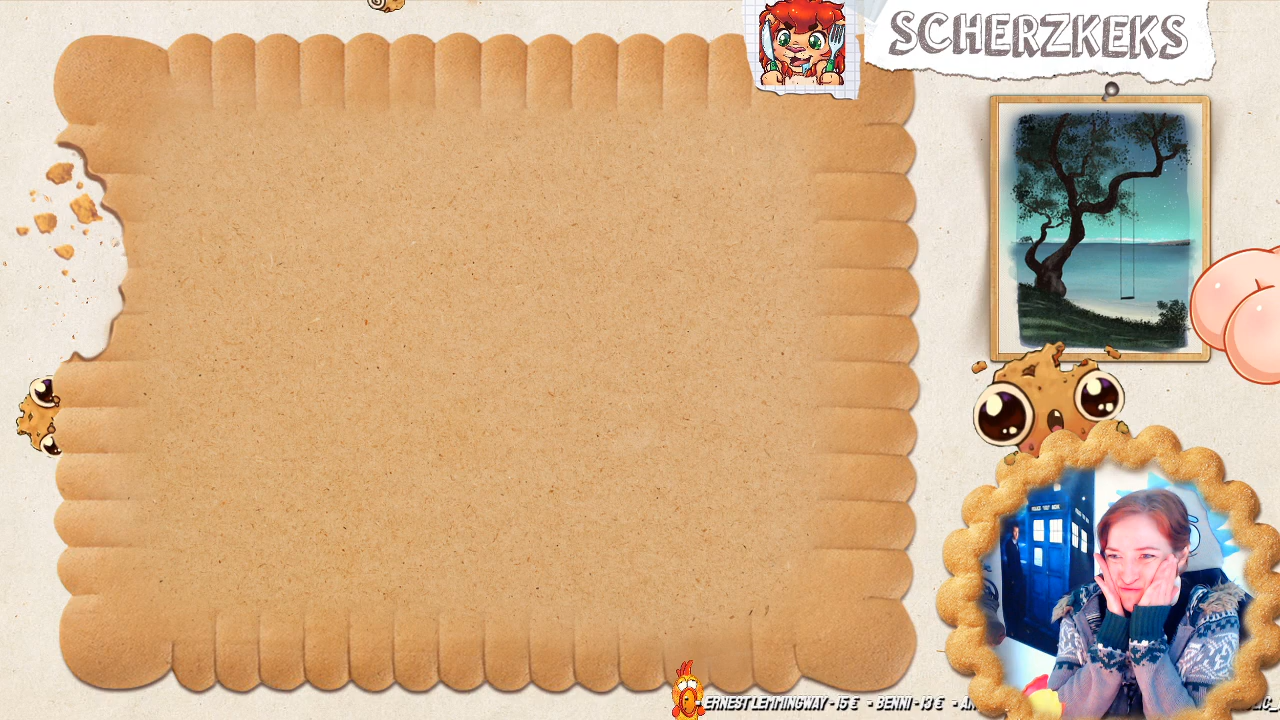 SCHERZKEKS
- ERNEST LEMMINGWAY - 15 € • BENNI - 13 € •